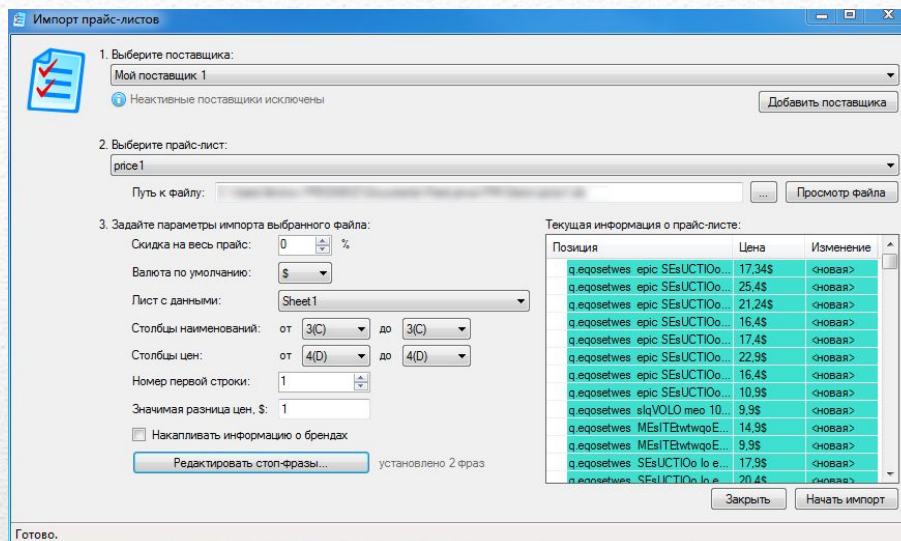 Импорт прайс-листов
1. Выберите поставщика:
Мой поставщик 1
Неактивные поставщики исключены
Добавить поставщика
2. Выберите прайс-лист:
price1
Путь к файлу:
...
Просмотр файла
3. Задайте параметры импорта выбранного файла:
Скидка на весь прайс: 0 %
Валюта по умолчанию: $
Лист с данными: Sheet1
Столбцы наименований: от 3(C) до 3(C)
Столбцы цен: от 4(D) до 4(D)
Номер первой строки: 1
Значимая разница цен, $: 1
Накапливать информацию о брендах
Редактировать стоп-фразы... установлено 2 фраз
Текущая информация о прайс-листе:
Позиция Цена Изменение
q.eqosetwes epic SEsUCTIOo... 17,34$ <новая>
q.eqosetwes epic SEsUCTIOo... 25,4$ <новая>
q.eqosetwes epic SEsUCTIOo... 21,24$ <новая>
q.eqosetwes epic SEsUCTIOo... 16,4$ <новая>
q.eqosetwes epic SEsUCTIOo... 17,4$ <новая>
q.eqosetwes epic SEsUCTIOo... 22,9$ <новая>
q.eqosetwes epic SEsUCTIOo... 16,4$ <новая>
q.eqosetwes epic SEsUCTIOo... 10,9$ <новая>
q.eqosetwes slqVOLO meo 10... 9,9$ <новая>
q.eqosetwes MEsITEtwtwqoE... 14,9$ <новая>
q.eqosetwes MEsITEtwtwqoE... 9,9$ <новая>
q.eqosetwes SEsUCTIOo lo e... 17,9$ <новая>
q.eqosetwes SEsUCTIOo lo e... 20,4$ <новая>
Закрыть
Начать импорт
Готово.